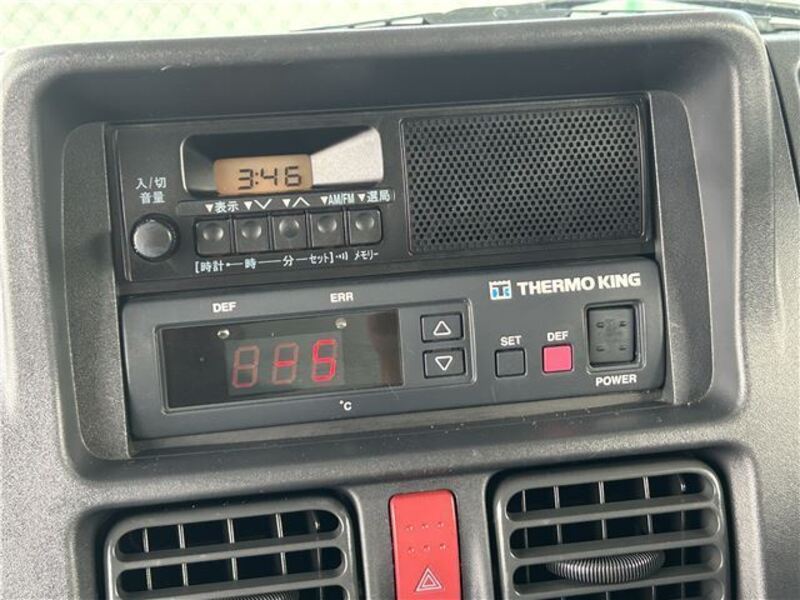 3:46
入/切
音量
▼表示 ▼∨ ▼∧ ▼AM/FM ▼選局
[時計•─ 時 ─ 分 ─セット]•))) メモリー
THERMO KING
DEF ERR
-5
°C
SET DEF
POWER